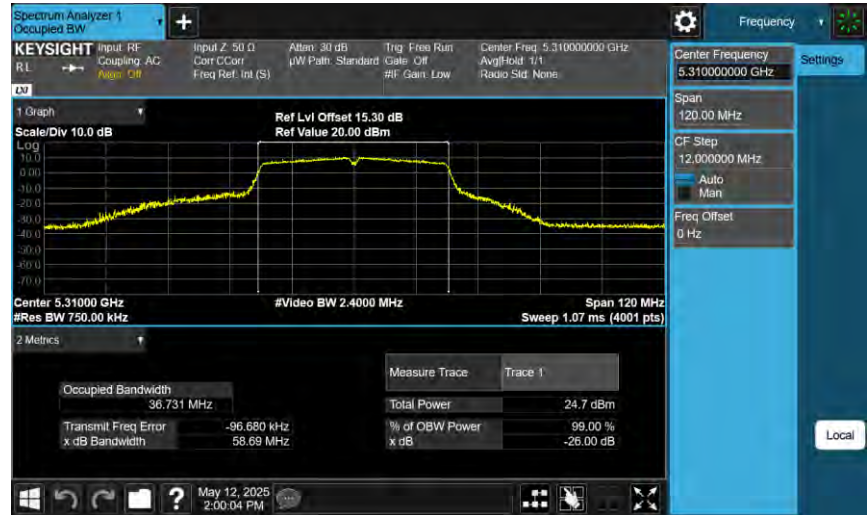 Spectrum Analyzer 1
Occupied BW
Frequency
KEYSIGHT
RL
LXI
Input: RF
Coupling: AC
Align: Off
Input Z: 50 Ω
Corr CCorr
Freq Ref: Int (S)
Atten: 30 dB
µW Path: Standard
Trig: Free Run
Gate: Off
#IF Gain: Low
Center Freq: 5.310000000 GHz
Avg|Hold: 1/1
Radio Std: None
Center Frequency
5.310000000 GHz
Settings
Span
120.00 MHz
CF Step
12.000000 MHz
Auto
Man
Freq Offset
0 Hz
1 Graph
Scale/Div 10.0 dB
Ref Lvl Offset 15.30 dB
Ref Value 20.00 dBm
Log
10.0
0.00
-10.0
-20.0
-30.0
-40.0
-50.0
-60.0
-70.0
Center 5.31000 GHz
#Res BW 750.00 kHz
#Video BW 2.4000 MHz
Span 120 MHz
Sweep 1.07 ms (4001 pts)
2 Metrics
Measure Trace Trace 1
Occupied Bandwidth
36.731 MHz
Total Power 24.7 dBm
Transmit Freq Error -96.680 kHz
% of OBW Power 99.00 %
x dB Bandwidth 58.69 MHz
x dB -26.00 dB
Local
?
May 12, 2025
2:00:04 PM